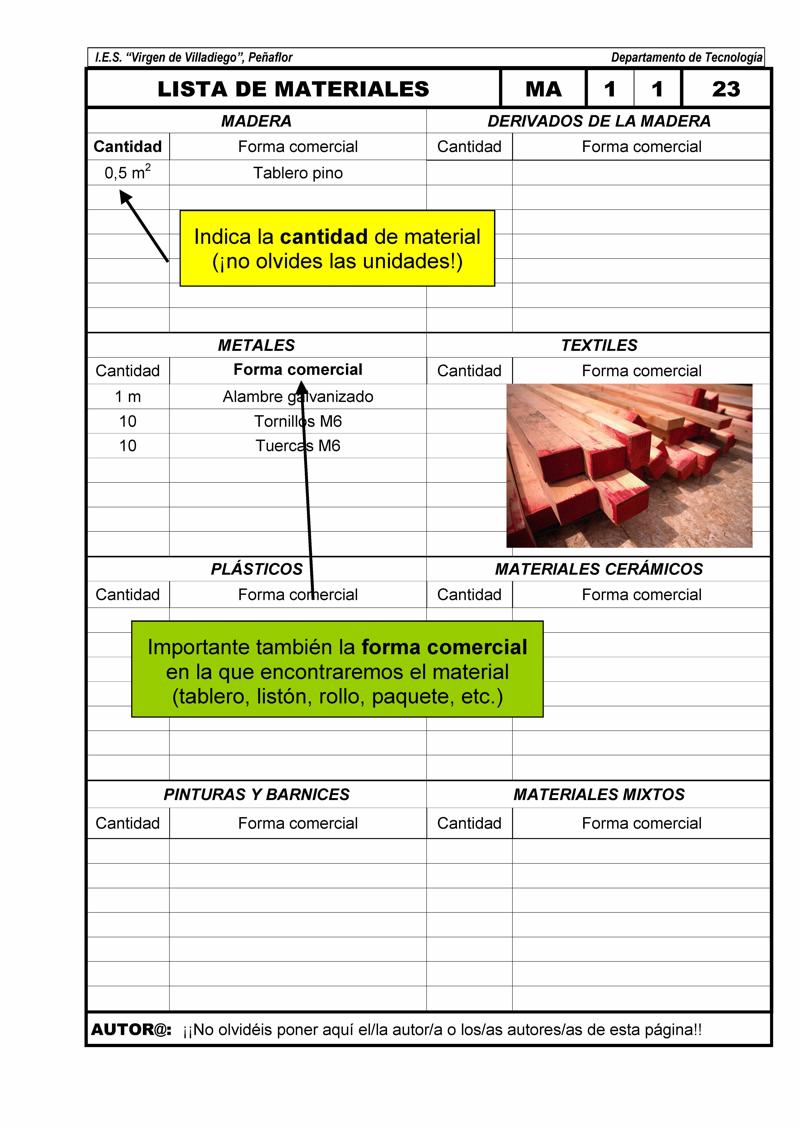 I.E.S. “Virgen de Villadiego”, Peñaflor Departamento de Tecnología
LISTA DE MATERIALES MA 1 1 23
MADERA DERIVADOS DE LA MADERA
Cantidad Forma comercial Cantidad Forma comercial
0,5 m² Tablero pino
Indica la cantidad de material
(¡no olvides las unidades!)
METALES TEXTILES
Cantidad Forma comercial Cantidad Forma comercial
1 m Alambre galvanizado
10 Tornillos M6
10 Tuercas M6
PLÁSTICOS MATERIALES CERÁMICOS
Cantidad Forma comercial Cantidad Forma comercial
Importante también la forma comercial
en la que encontraremos el material
(tablero, listón, rollo, paquete, etc.)
PINTURAS Y BARNICES MATERIALES MIXTOS
Cantidad Forma comercial Cantidad Forma comercial
AUTOR@: ¡¡No olvidéis poner aquí el/la autor/a o los/as autores/as de esta página!!